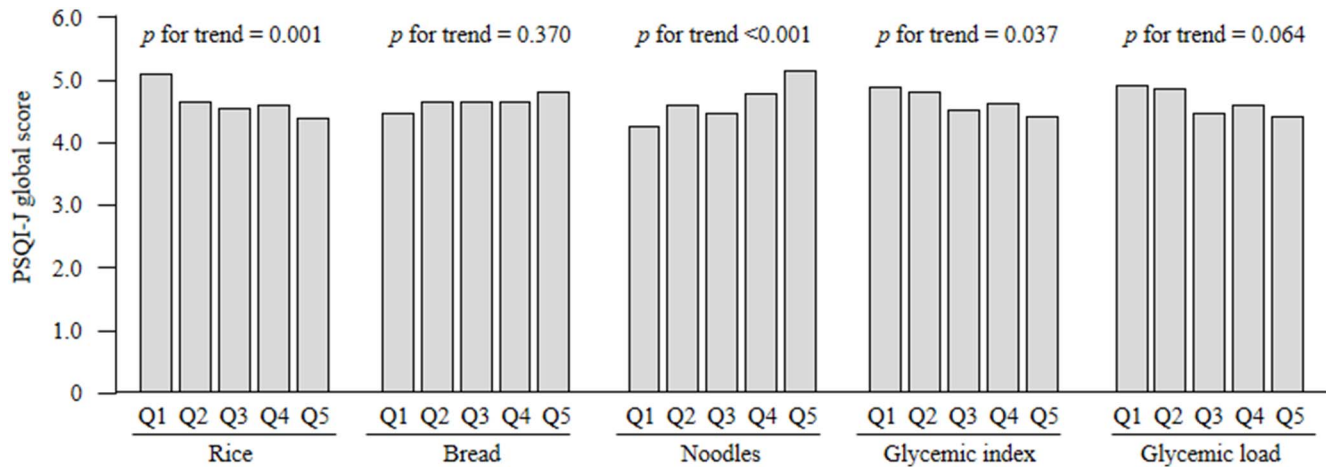 6.0
p for trend = 0.001
p for trend = 0.370
p for trend <0.001
p for trend = 0.037
p for trend = 0.064
5.0
4.0
3.0
2.0
1.0
0
PSQI-J global score
Q1 Q2 Q3 Q4 Q5
Q1 Q2 Q3 Q4 Q5
Q1 Q2 Q3 Q4 Q5
Q1 Q2 Q3 Q4 Q5
Q1 Q2 Q3 Q4 Q5
Rice
Bread
Noodles
Glycemic index
Glycemic load